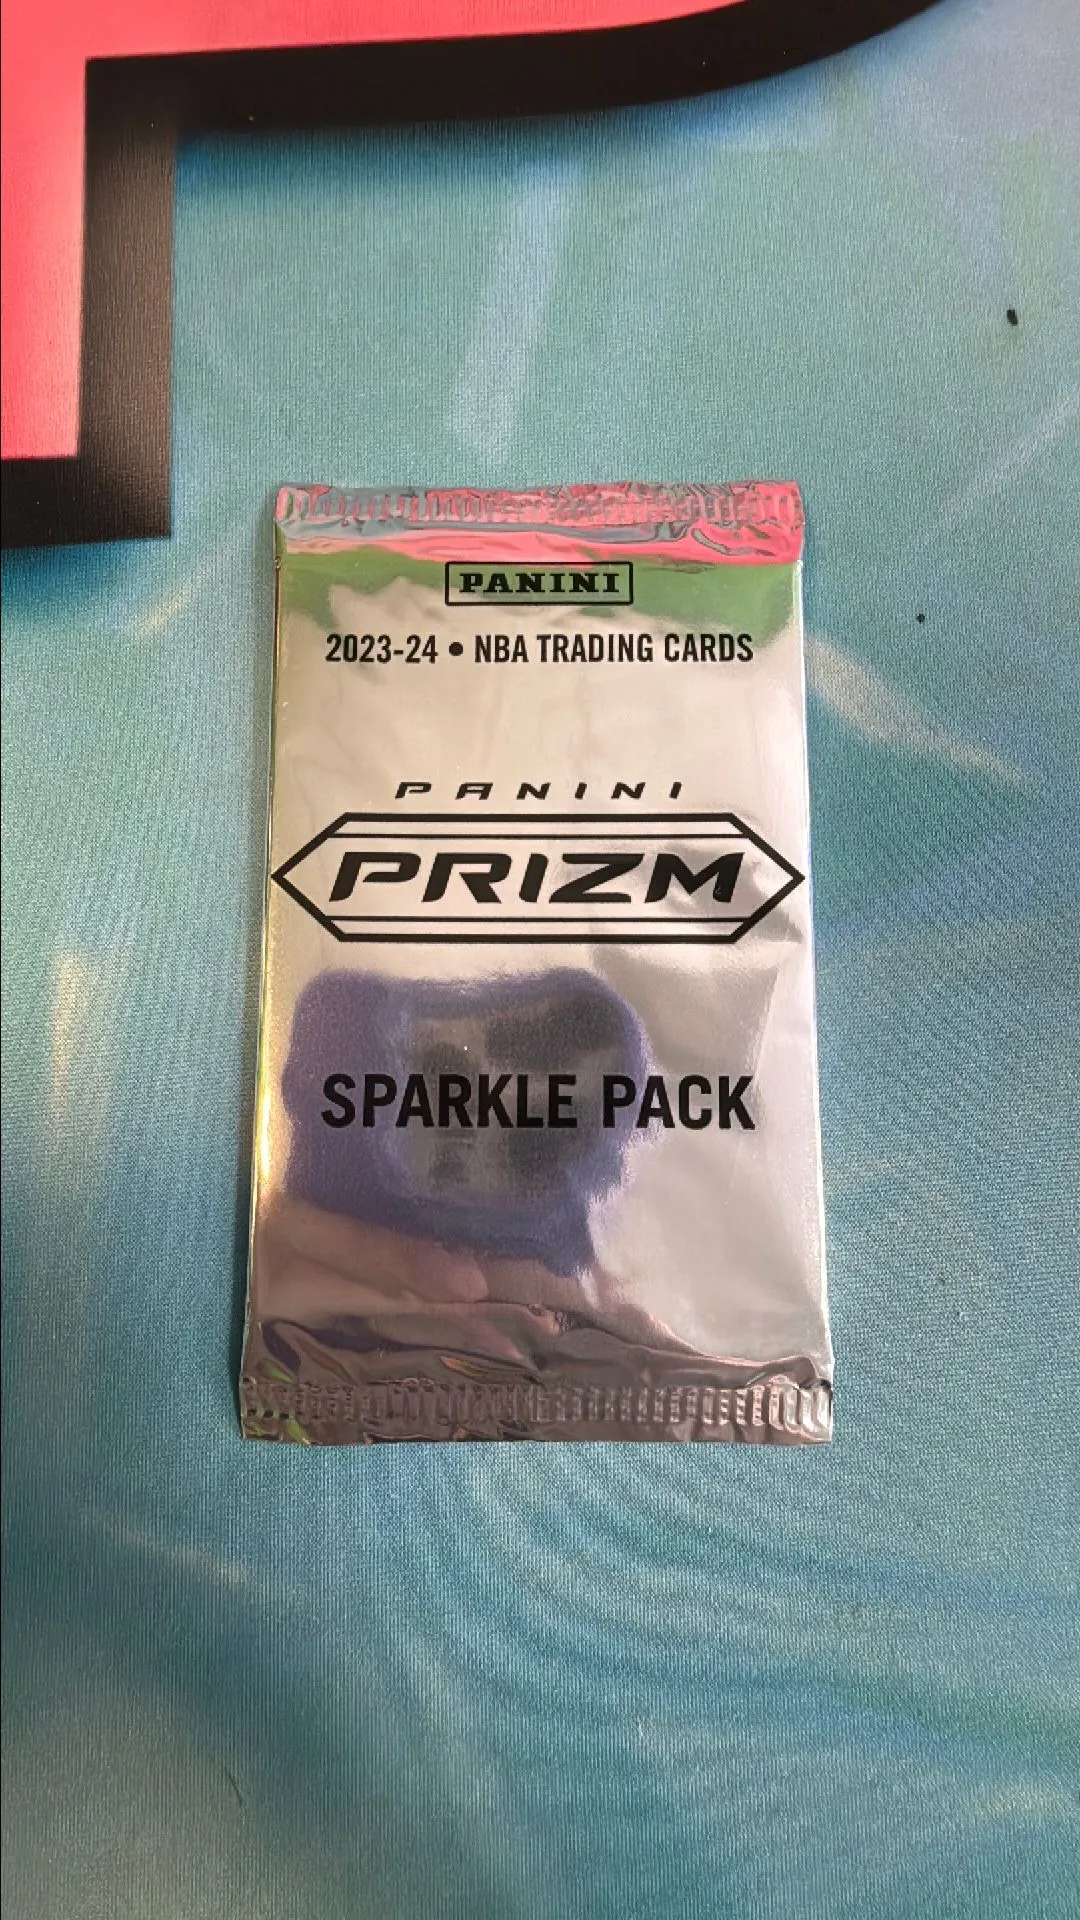 PANINI
2023-24 • NBA TRADING CARDS
PANINI
PRIZM
SPARKLE PACK